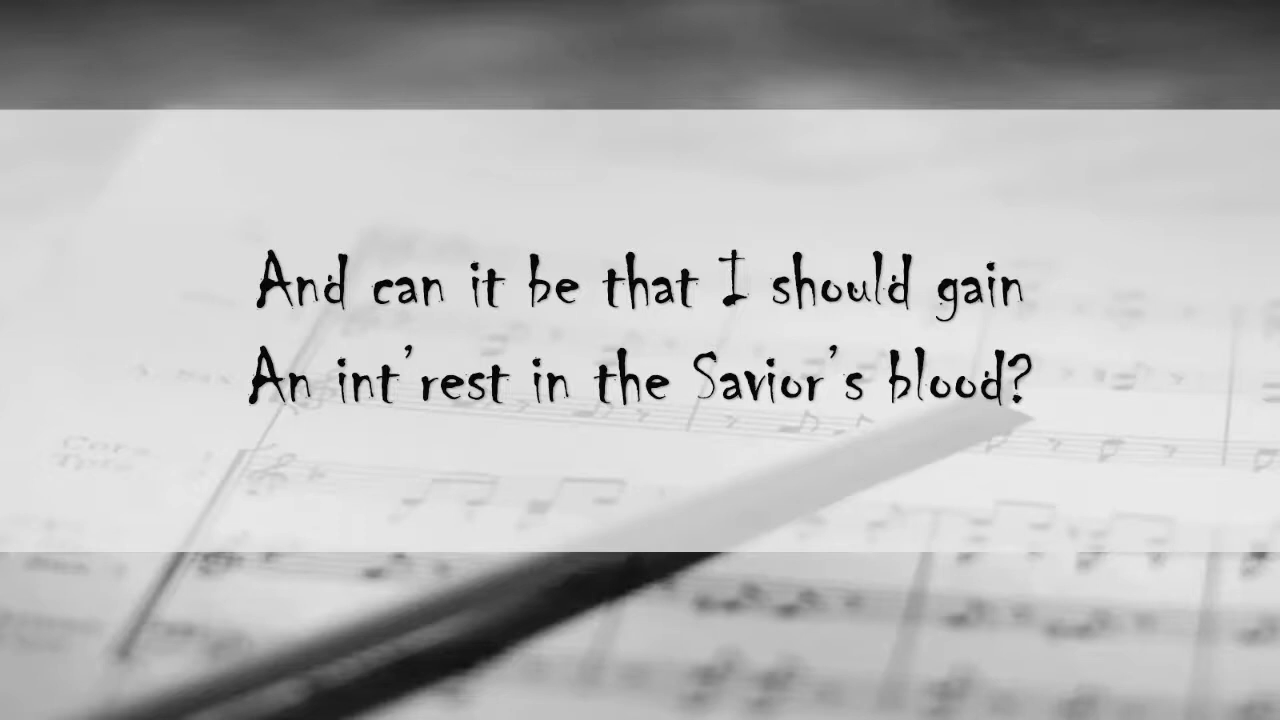 And can it be that I should gain
An int’rest in the Savior’s blood?